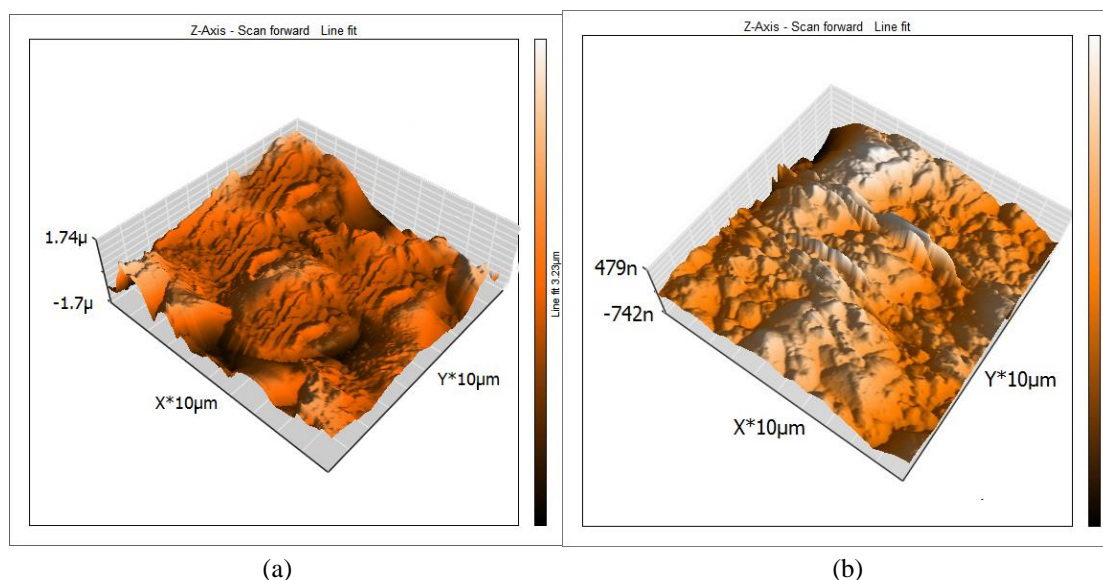 Z-Axis - Scan forward Line fit
1.74µ
-1.7µ
X*10µm
Y*10µm
Line fit 3.23µm
(a)
Z-Axis - Scan forward Line fit
479n
-742n
X*10µm
Y*10µm
(b)